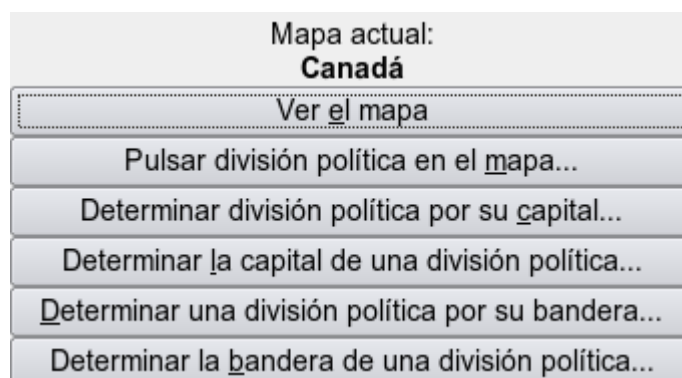 Mapa actual:
Canadá
Ver el mapa
Pulsar división política en el mapa...
Determinar división política por su capital...
Determinar la capital de una división política...
Determinar una división política por su bandera...
Determinar la bandera de una división política...